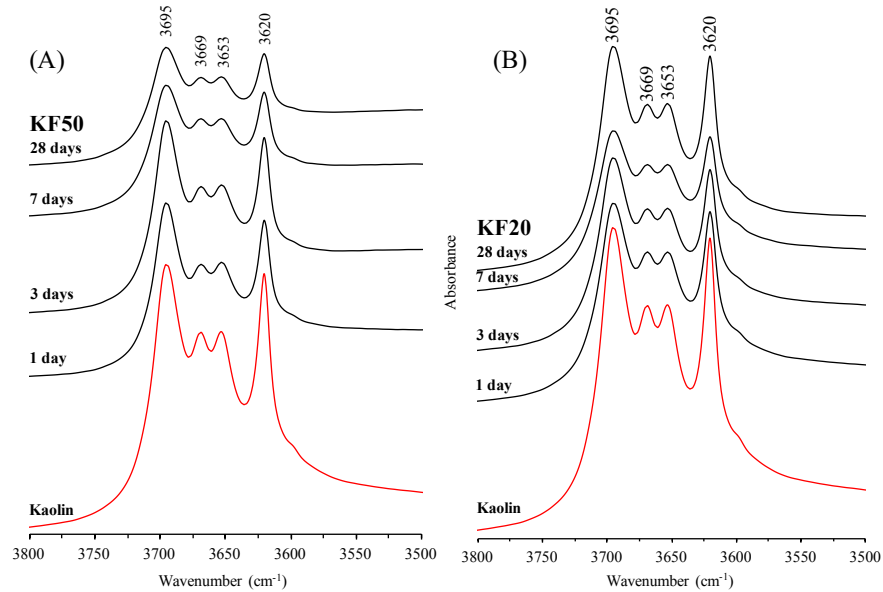 (A)
3695
3669
3653
3620
KF50
28 days
7 days
3 days
1 day
Kaolin
3800 3750 3700 3650 3600 3550 3500
Wavenumber (cm-1)
(B)
3695
3669
3653
3620
Absorbance
KF20
28 days
7 days
3 days
1 day
Kaolin
3800 3750 3700 3650 3600 3550 3500
Wavenumber (cm-1)